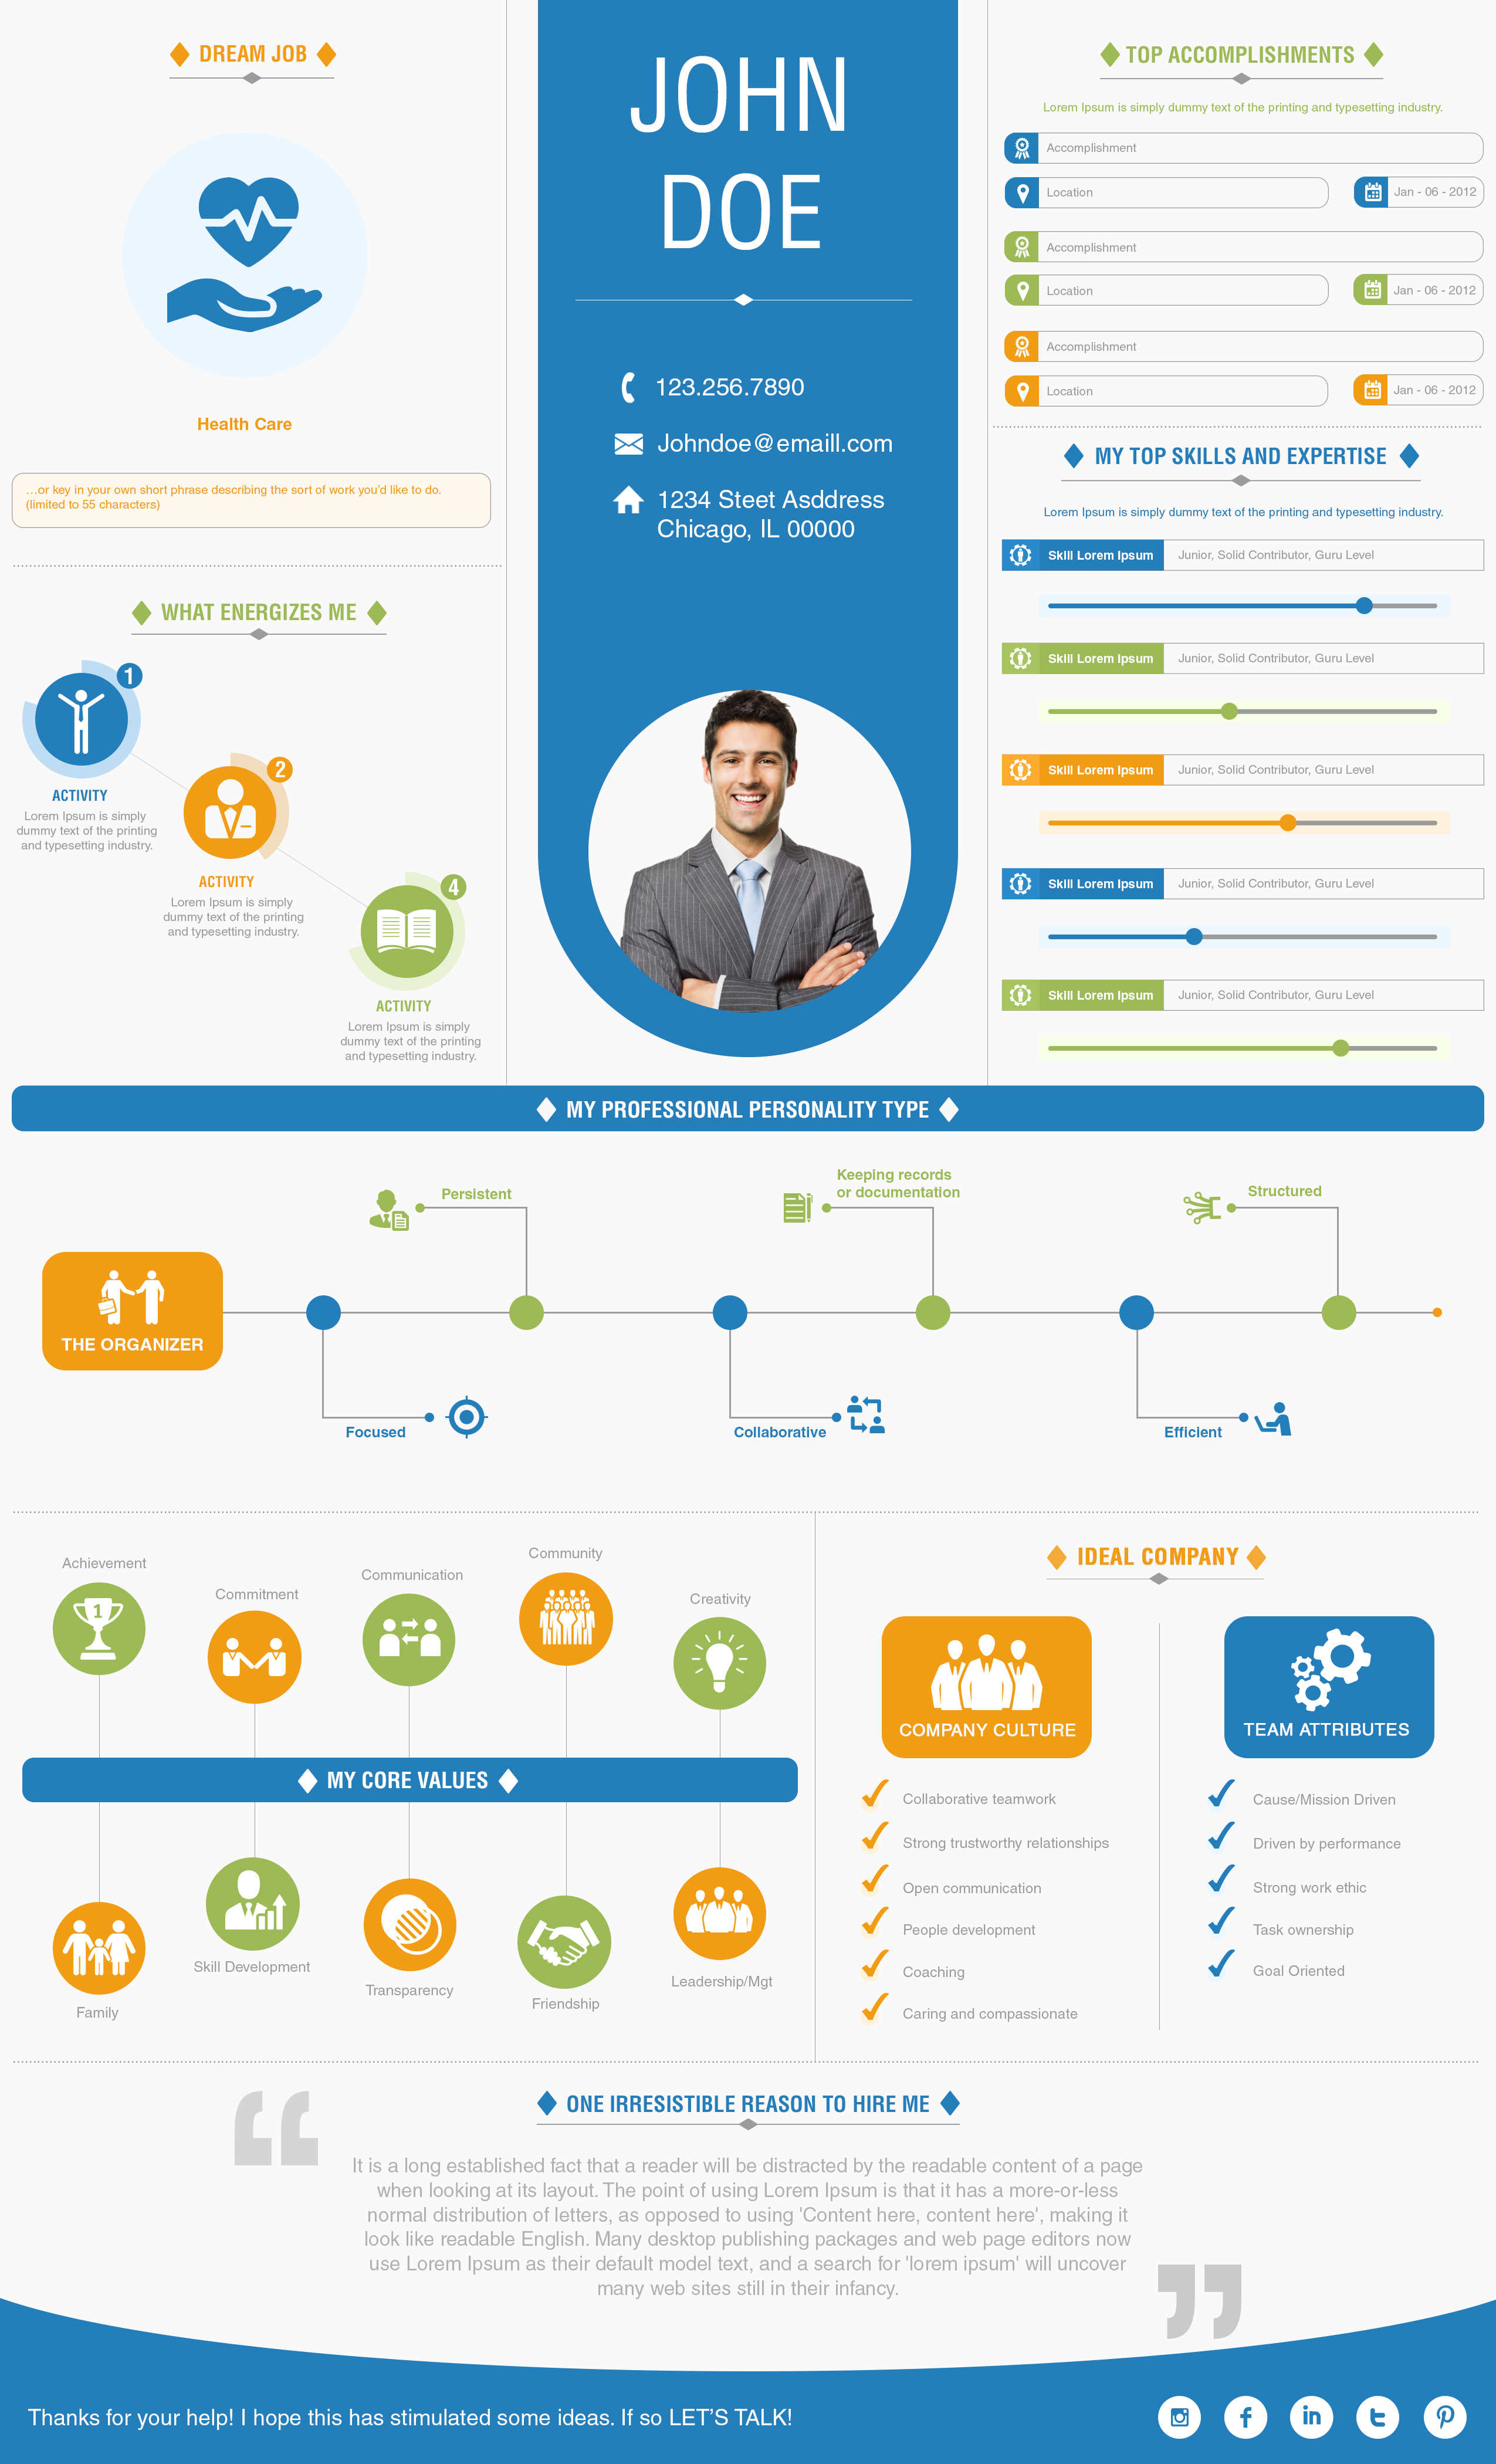 DREAM JOB
Health Care
...or key in your own short phrase describing the sort of work you'd like to do.
(limited to 55 characters)
WHAT ENERGIZES ME
1
ACTIVITY
Lorem Ipsum is simply
dummy text of the printing
and typesetting industry.
2
ACTIVITY
Lorem Ipsum is simply
dummy text of the printing
and typesetting industry.
4
ACTIVITY
Lorem Ipsum is simply
dummy text of the printing
and typesetting industry.
JOHN
DOE
123.256.7890
Johndoe@emaill.com
1234 Steet Asddress
Chicago, IL 00000
TOP ACCOMPLISHMENTS
Lorem Ipsum is simply dummy text of the printing and typesetting industry.
Accomplishment
Location
Jan - 06 - 2012
Accomplishment
Location
Jan - 06 - 2012
Accomplishment
Location
Jan - 06 - 2012
MY TOP SKILLS AND EXPERTISE
Lorem Ipsum is simply dummy text of the printing and typesetting industry.
Skill Lorem Ipsum Junior, Solid Contributor, Guru Level
Skill Lorem Ipsum Junior, Solid Contributor, Guru Level
Skill Lorem Ipsum Junior, Solid Contributor, Guru Level
Skill Lorem Ipsum Junior, Solid Contributor, Guru Level
Skill Lorem Ipsum Junior, Solid Contributor, Guru Level
MY PROFESSIONAL PERSONALITY TYPE
THE ORGANIZER
Persistent
Keeping records
or documentation
Structured
Focused
Collaborative
Efficient
Achievement
1
Commitment
Communication
Community
Creativity
MY CORE VALUES
Family
Skill Development
Transparency
Friendship
Leadership/Mgt
IDEAL COMPANY
COMPANY CULTURE
Collaborative teamwork
Strong trustworthy relationships
Open communication
People development
Coaching
Caring and compassionate
TEAM ATTRIBUTES
Cause/Mission Driven
Driven by performance
Strong work ethic
Task ownership
Goal Oriented
ONE IRRESISTIBLE REASON TO HIRE ME
“
It is a long established fact that a reader will be distracted by the readable content of a page
when looking at its layout. The point of using Lorem Ipsum is that it has a more-or-less
normal distribution of letters, as opposed to using 'Content here, content here', making it
look like readable English. Many desktop publishing packages and web page editors now
use Lorem Ipsum as their default model text, and a search for 'lorem ipsum' will uncover
many web sites still in their infancy.
”
Thanks for your help! I hope this has stimulated some ideas. If so LET'S TALK!